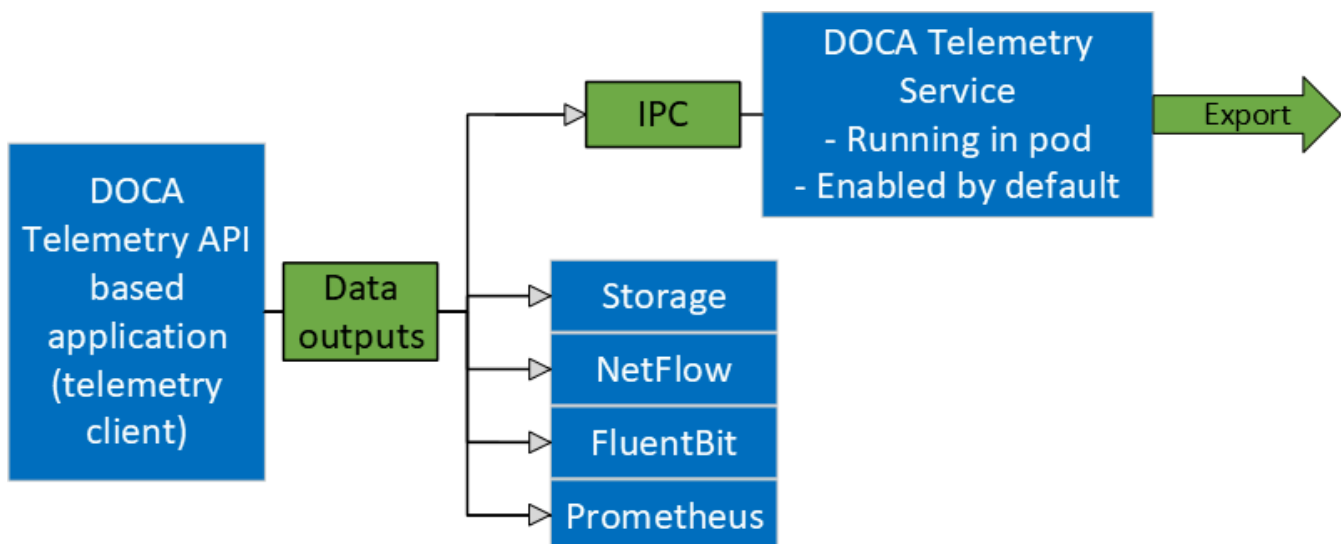 DOCA
Telemetry API
based
application
(telemetry
client)
Data
outputs
IPC
DOCA Telemetry
Service
- Running in pod
- Enabled by default
Export
Storage
NetFlow
FluentBit
Prometheus